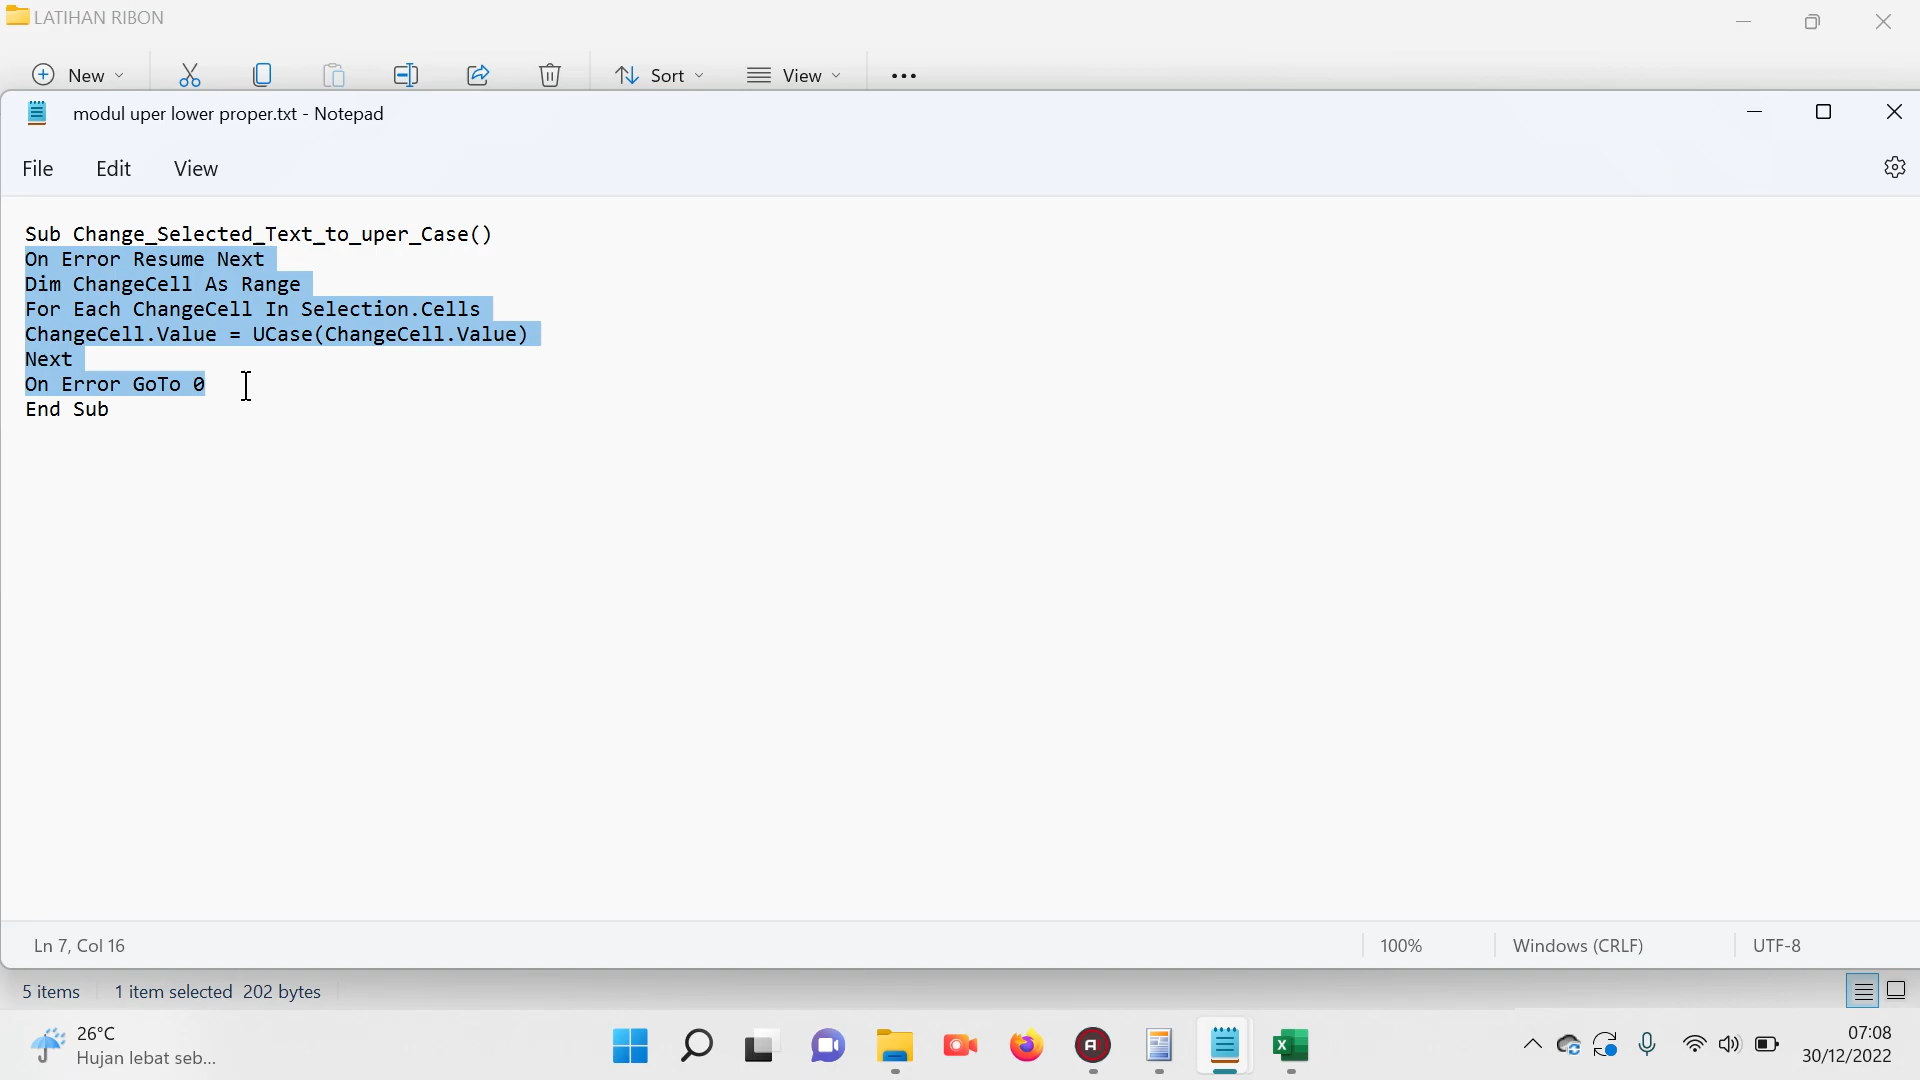 LATIHAN RIBON
New
Sort
View
modul uper lower proper.txt - Notepad
File
Edit
View
Sub Change_Selected_Text_to_uper_Case()
On Error Resume Next
Dim ChangeCell As Range
For Each ChangeCell In Selection.Cells
ChangeCell.Value = UCase(ChangeCell.Value)
Next
On Error GoTo 0
End Sub
Ln 7, Col 16
100%
Windows (CRLF)
UTF-8
5 items
1 item selected 202 bytes
26°C
Hujan lebat seb...
07:08
30/12/2022